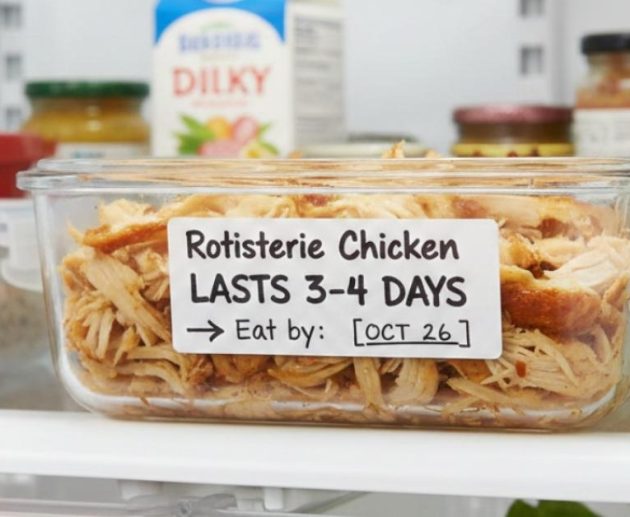 DILKY
Rotisterie Chicken
LASTS 3-4 DAYS
→ Eat by: [OCT 26]